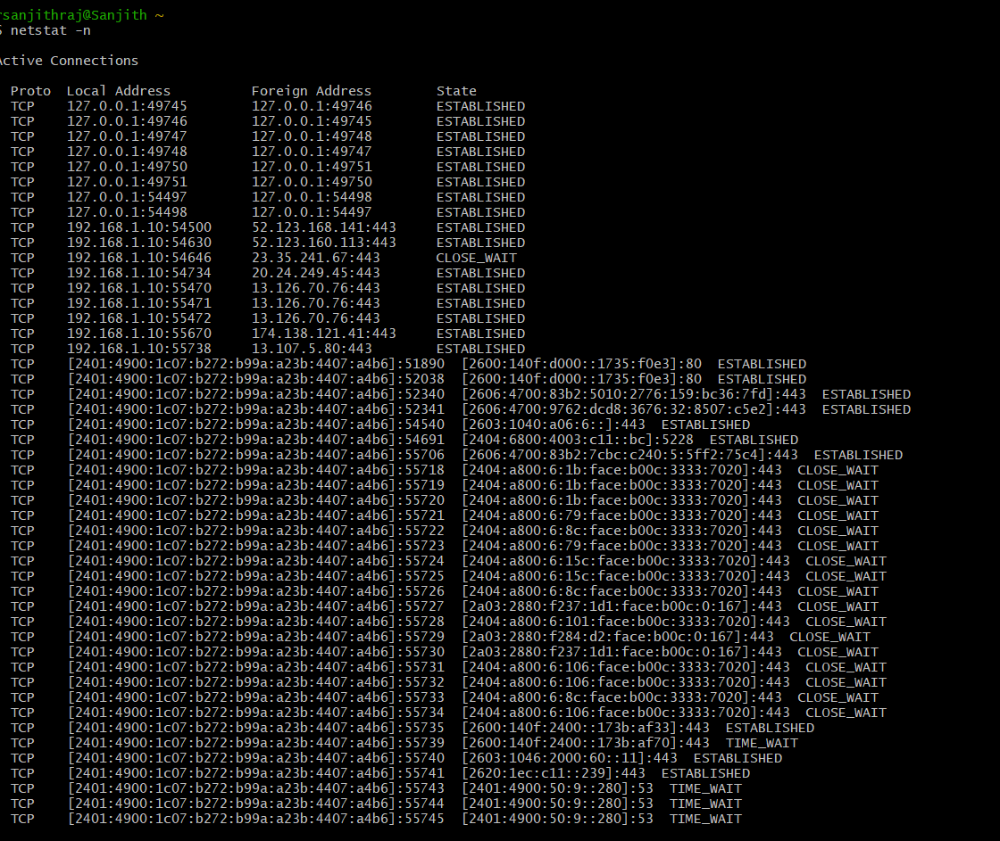 rsanjithraj@Sanjith ~
$ netstat -n
Active Connections
Proto  Local Address          Foreign Address        State
TCP    127.0.0.1:49745        127.0.0.1:49746        ESTABLISHED
TCP    127.0.0.1:49746        127.0.0.1:49745        ESTABLISHED
TCP    127.0.0.1:49747        127.0.0.1:49748        ESTABLISHED
TCP    127.0.0.1:49748        127.0.0.1:49747        ESTABLISHED
TCP    127.0.0.1:49750        127.0.0.1:49751        ESTABLISHED
TCP    127.0.0.1:49751        127.0.0.1:49750        ESTABLISHED
TCP    127.0.0.1:54497        127.0.0.1:54498        ESTABLISHED
TCP    127.0.0.1:54498        127.0.0.1:54497        ESTABLISHED
TCP    192.168.1.10:54500     52.123.168.141:443     ESTABLISHED
TCP    192.168.1.10:54630     52.123.160.113:443     ESTABLISHED
TCP    192.168.1.10:54646     23.35.241.67:443       CLOSE_WAIT
TCP    192.168.1.10:54734     20.24.249.45:443       ESTABLISHED
TCP    192.168.1.10:55470     13.126.70.76:443       ESTABLISHED
TCP    192.168.1.10:55471     13.126.70.76:443       ESTABLISHED
TCP    192.168.1.10:55472     13.126.70.76:443       ESTABLISHED
TCP    192.168.1.10:55670     174.138.121.41:443     ESTABLISHED
TCP    192.168.1.10:55738     13.107.5.80:443        ESTABLISHED
TCP    [2401:4900:1c07:b272:b99a:a23b:4407:a4b6]:51890  [2600:140f:d000::1735:f0e3]:80  ESTABLISHED
TCP    [2401:4900:1c07:b272:b99a:a23b:4407:a4b6]:52038  [2600:140f:d000::1735:f0e3]:80  ESTABLISHED
TCP    [2401:4900:1c07:b272:b99a:a23b:4407:a4b6]:52340  [2606:4700:83b2:5010:2776:159:bc36:7fd]:443  ESTABLISHED
TCP    [2401:4900:1c07:b272:b99a:a23b:4407:a4b6]:52341  [2606:4700:9762:dcd8:3676:32:8507:c5e2]:443  ESTABLISHED
TCP    [2401:4900:1c07:b272:b99a:a23b:4407:a4b6]:54540  [2603:1040:a06:6::]:443  ESTABLISHED
TCP    [2401:4900:1c07:b272:b99a:a23b:4407:a4b6]:54691  [2404:6800:4003:c11::bc]:5228  ESTABLISHED
TCP    [2401:4900:1c07:b272:b99a:a23b:4407:a4b6]:55706  [2606:4700:83b2:7cbc:c240:5:5ff2:75c4]:443  ESTABLISHED
TCP    [2401:4900:1c07:b272:b99a:a23b:4407:a4b6]:55718  [2404:a800:6:1b:face:b00c:3333:7020]:443  CLOSE_WAIT
TCP    [2401:4900:1c07:b272:b99a:a23b:4407:a4b6]:55719  [2404:a800:6:1b:face:b00c:3333:7020]:443  CLOSE_WAIT
TCP    [2401:4900:1c07:b272:b99a:a23b:4407:a4b6]:55720  [2404:a800:6:1b:face:b00c:3333:7020]:443  CLOSE_WAIT
TCP    [2401:4900:1c07:b272:b99a:a23b:4407:a4b6]:55721  [2404:a800:6:79:face:b00c:3333:7020]:443  CLOSE_WAIT
TCP    [2401:4900:1c07:b272:b99a:a23b:4407:a4b6]:55722  [2404:a800:6:8c:face:b00c:3333:7020]:443  CLOSE_WAIT
TCP    [2401:4900:1c07:b272:b99a:a23b:4407:a4b6]:55723  [2404:a800:6:79:face:b00c:3333:7020]:443  CLOSE_WAIT
TCP    [2401:4900:1c07:b272:b99a:a23b:4407:a4b6]:55724  [2404:a800:6:15c:face:b00c:3333:7020]:443  CLOSE_WAIT
TCP    [2401:4900:1c07:b272:b99a:a23b:4407:a4b6]:55725  [2404:a800:6:15c:face:b00c:3333:7020]:443  CLOSE_WAIT
TCP    [2401:4900:1c07:b272:b99a:a23b:4407:a4b6]:55726  [2404:a800:6:8c:face:b00c:3333:7020]:443  CLOSE_WAIT
TCP    [2401:4900:1c07:b272:b99a:a23b:4407:a4b6]:55727  [2a03:2880:f237:1d1:face:b00c:0:167]:443  CLOSE_WAIT
TCP    [2401:4900:1c07:b272:b99a:a23b:4407:a4b6]:55728  [2404:a800:6:101:face:b00c:3333:7020]:443  CLOSE_WAIT
TCP    [2401:4900:1c07:b272:b99a:a23b:4407:a4b6]:55729  [2a03:2880:f284:d2:face:b00c:0:167]:443  CLOSE_WAIT
TCP    [2401:4900:1c07:b272:b99a:a23b:4407:a4b6]:55730  [2a03:2880:f237:1d1:face:b00c:0:167]:443  CLOSE_WAIT
TCP    [2401:4900:1c07:b272:b99a:a23b:4407:a4b6]:55731  [2404:a800:6:106:face:b00c:3333:7020]:443  CLOSE_WAIT
TCP    [2401:4900:1c07:b272:b99a:a23b:4407:a4b6]:55732  [2404:a800:6:106:face:b00c:3333:7020]:443  CLOSE_WAIT
TCP    [2401:4900:1c07:b272:b99a:a23b:4407:a4b6]:55733  [2404:a800:6:8c:face:b00c:3333:7020]:443  CLOSE_WAIT
TCP    [2401:4900:1c07:b272:b99a:a23b:4407:a4b6]:55734  [2404:a800:6:106:face:b00c:3333:7020]:443  CLOSE_WAIT
TCP    [2401:4900:1c07:b272:b99a:a23b:4407:a4b6]:55735  [2600:140f:2400::173b:af33]:443  ESTABLISHED
TCP    [2401:4900:1c07:b272:b99a:a23b:4407:a4b6]:55739  [2600:140f:2400::173b:af70]:443  TIME_WAIT
TCP    [2401:4900:1c07:b272:b99a:a23b:4407:a4b6]:55740  [2603:1046:2000:60::11]:443  ESTABLISHED
TCP    [2401:4900:1c07:b272:b99a:a23b:4407:a4b6]:55741  [2620:1ec:c11::239]:443  ESTABLISHED
TCP    [2401:4900:1c07:b272:b99a:a23b:4407:a4b6]:55743  [2401:4900:50:9::280]:53  TIME_WAIT
TCP    [2401:4900:1c07:b272:b99a:a23b:4407:a4b6]:55744  [2401:4900:50:9::280]:53  TIME_WAIT
TCP    [2401:4900:1c07:b272:b99a:a23b:4407:a4b6]:55745  [2401:4900:50:9::280]:53  TIME_WAIT